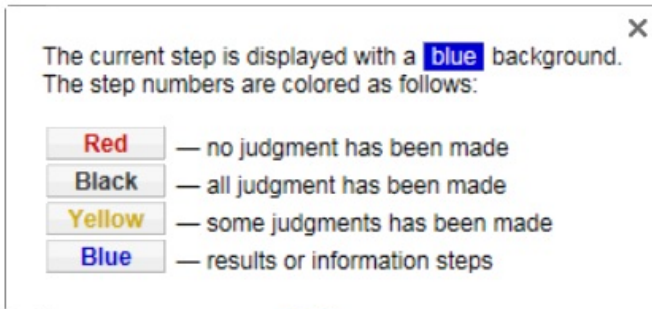 The current step is displayed with a blue background.
The step numbers are colored as follows:
Red — no judgment has been made
Black — all judgment has been made
Yellow — some judgments has been made
Blue — results or information steps